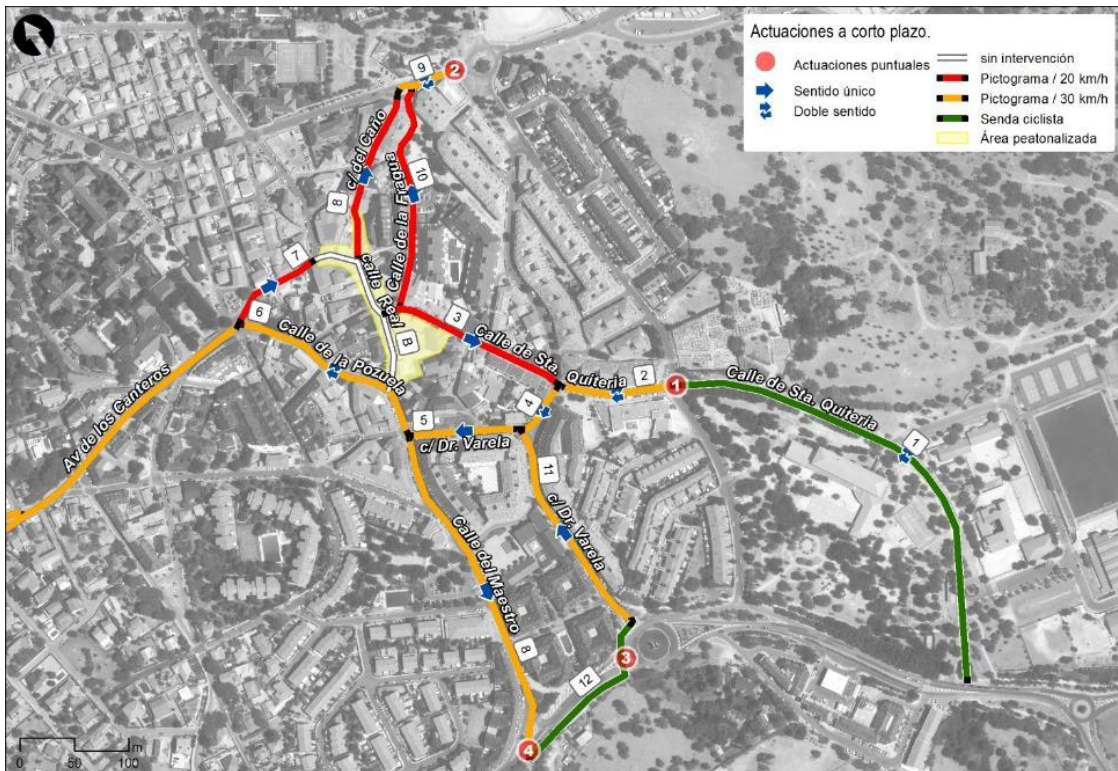 Actuaciones a corto plazo.
Actuaciones puntuales
Sentido único
Doble sentido
sin intervención
Pictograma / 20 km/h
Pictograma / 30 km/h
Senda ciclista
Área peatonalizada
9
2
c/ del Caño
8
Calle de la Fragua
10
7
calle Real
8
6
Calle de la Pozuela
3
Calle de Sta. Quiteria
2
1
Calle de Sta. Quiteria
1
4
5
c/ Dr. Varela
Av de los Canteros
11
c/ Dr. Varela
Calle del Maestro
8
3
12
4
0 50 100 m